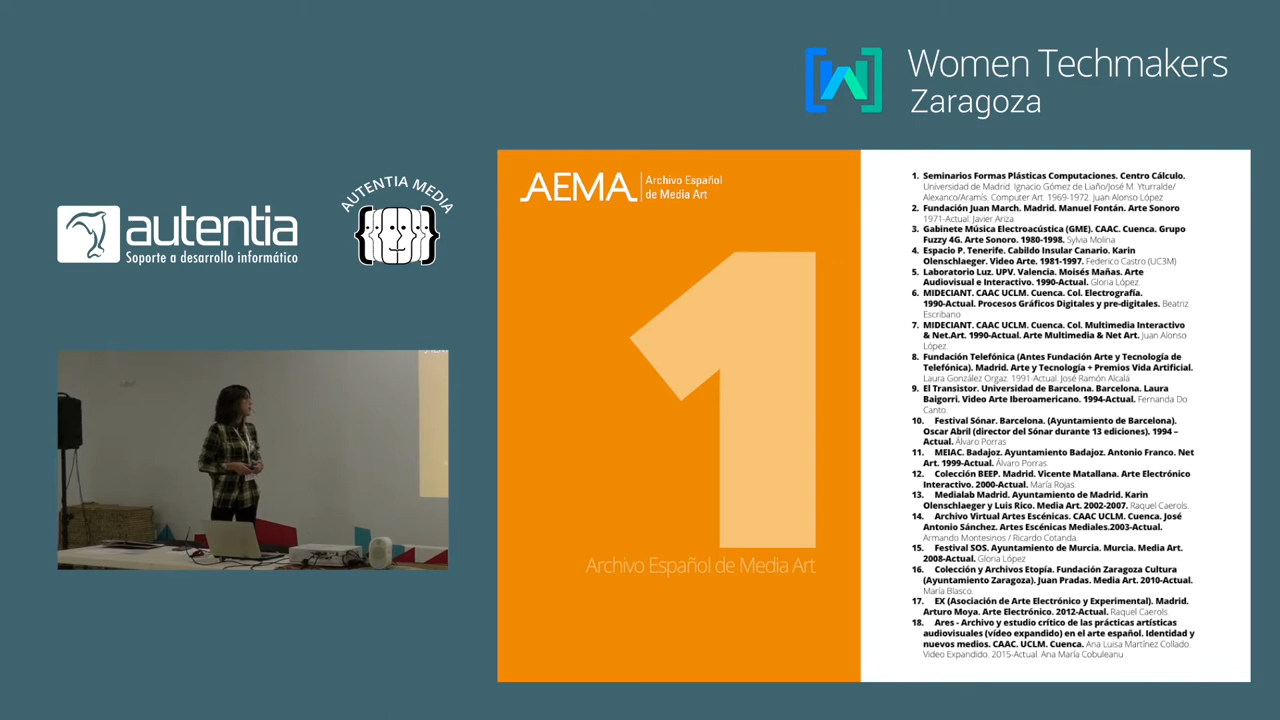 Women Techmakers
Zaragoza
autentia
Soporte a desarrollo informático
AUTENTIA MEDIA
AEMA
Archivo Español
de Media Art
1
Archivo Español de Media Art
1. Seminarios Formas Plásticas Computaciones. Centro Cálculo.
Universidad de Madrid. Ignacio Gómez de Liaño/José M. Yturralde/
Alexanco/Aramís. Computer Art. 1969-1972. Juan Alonso López
2. Fundación Juan March. Madrid. Manuel Fontán. Arte Sonoro
1971-Actual. Javier Ariza
3. Gabinete Música Electroacústica (GME). CAAC. Cuenca. Grupo
Fuzzy 4G. Arte Sonoro. 1980-1998. Sylvia Molina
4. Espacio P. Tenerife. Cabildo Insular Canario. Karin
Olenschlaeger. Video Arte. 1981-1997. Federico Castro (UC3M)
5. Laboratorio Luz. UPV. Valencia. Moisés Mañas. Arte
Audiovisual e Interactivo. 1990-Actual. Gloria López
6. MIDECIANT. CAAC UCLM. Cuenca. Col. Electrografía.
1990-Actual. Procesos Gráficos Digitales y pre-digitales. Beatriz
Escribano
7. MIDECIANT. CAAC UCLM. Cuenca. Col. Multimedia Interactivo
& Net.Art. 1990-Actual. Arte Multimedia & Net Art. Juan Alonso
López.
8. Fundación Telefónica (Antes Fundación Arte y Tecnología de
Telefónica). Madrid. Arte y Tecnología + Premios Vida Artificial.
Laura González Orgaz. 1991-Actual. José Ramón Alcalá
9. El Transistor. Universidad de Barcelona. Barcelona. Laura
Baigorri. Video Arte Iberoamericano. 1994-Actual. Fernanda Do
Canto.
10. Festival Sónar. Barcelona. (Ayuntamiento de Barcelona).
Oscar Abril (director del Sónar durante 13 ediciones). 1994 –
Actual. Álvaro Porras
11. MEIAC. Badajoz. Ayuntamiento Badajoz. Antonio Franco. Net
Art. 1999-Actual. Álvaro Porras.
12. Colección BEEP. Madrid. Vicente Matallana. Arte Electrónico
Interactivo. 2000-Actual. María Rojas.
13. Medialab Madrid. Ayuntamiento de Madrid. Karin
Olenschlaeger y Luis Rico. Media Art. 2002-2007. Raquel Caerols.
14. Archivo Virtual Artes Escénicas. CAAC UCLM. Cuenca. José
Antonio Sánchez. Artes Escénicas Mediales.2003-Actual.
Armando Montesinos / Ricardo Cotanda.
15. Festival SOS. Ayuntamiento de Murcia. Murcia. Media Art.
2008-Actual. Gloria López
16. Colección y Archivos Etopía. Fundación Zaragoza Cultura
(Ayuntamiento Zaragoza). Juan Pradas. Media Art. 2010-Actual.
María Blasco.
17. EX (Asociación de Arte Electrónico y Experimental). Madrid.
Arturo Moya. Arte Electrónico. 2012-Actual. Raquel Caerols
18. Ares - Archivo y estudio crítico de las prácticas artísticas
audiovisuales (vídeo expandido) en el arte español. Identidad y
nuevos medios. CAAC. UCLM. Cuenca. Ana Luisa Martínez Collado.
Video Expandido. 2015-Actual. Ana María Cobuleanu